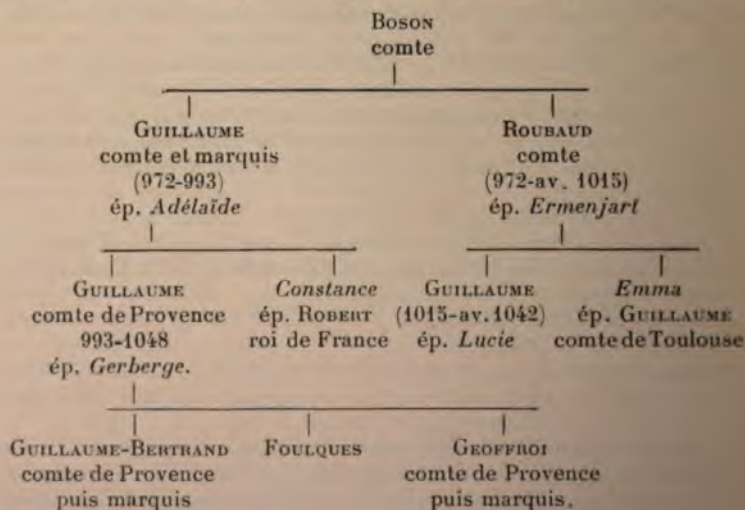 BOSON
comte
GUILLAUME
comte et marquis
(972-993)
ép. Adélaïde
ROUBAUD
comte
(972-av. 1015)
ép. Ermenjart
GUILLAUME
comte de Provence
993-1048
ép. Gerberge.
Constance
ép. ROBERT
roi de France
GUILLAUME
(1015-av. 1042)
ép. Lucie
Emma
ép. GUILLAUME
comte de Toulouse
GUILLAUME-BERTRAND
comte de Provence
puis marquis
FOULQUES
GEOFFROI
comte de Provence
puis marquis.